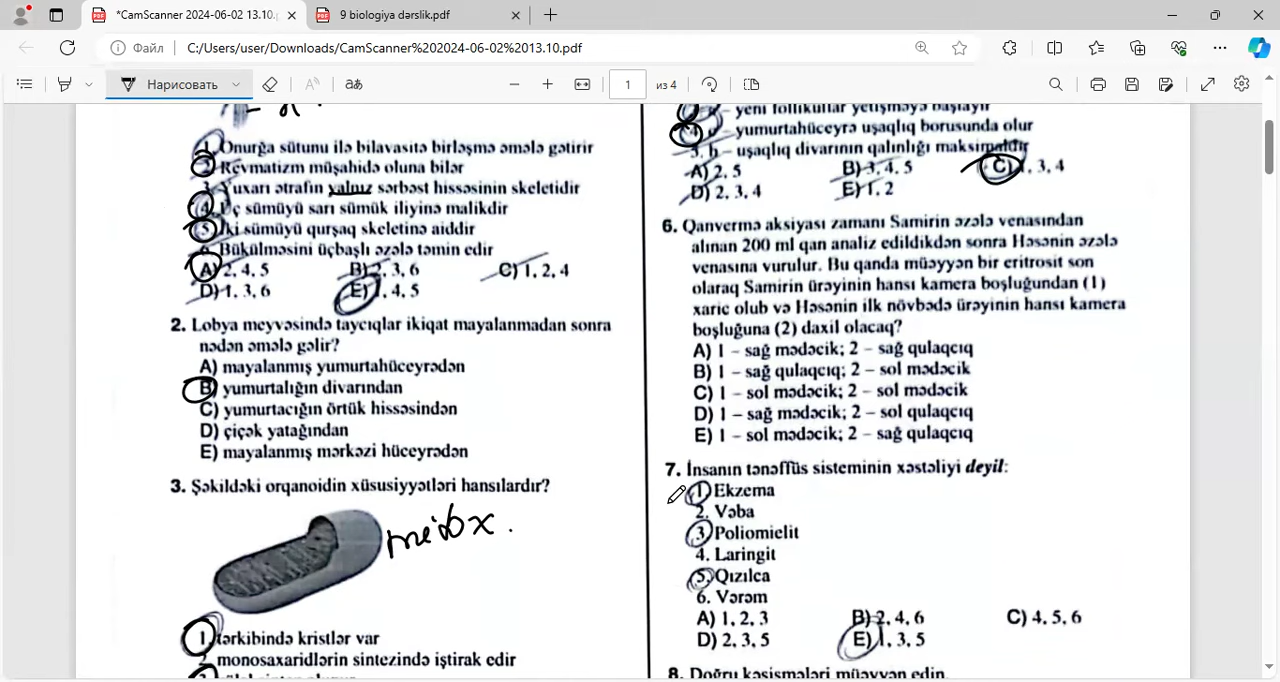 *CamScanner 2024-06-02 13.10.p
9 biologiya dərslik.pdf
Файл
C:/Users/user/Downloads/CamScanner%202024-06-02%2013.10.pdf
Нарисовать
1
из 4
1. Onurğa sütunu ilə bilavasitə birləşmə əmələ gətirir
2. Revmatizm müşahidə oluna bilər
3. Yuxarı ətrafın yalnız sərbəst hissəsinin skeletidir
4. Üç sümüyü sarı sümük iliyinə malikdir
5. İki sümüyü qurşaq skeletinə aiddir
6. Bükülməsini üçbaşlı əzələ təmin edir
A) 2, 4, 5 B) 2, 3, 6 C) 1, 2, 4
D) 1, 3, 6 E) 1, 4, 5
2. Lobya meyvəsində taycıqlar ikiqat mayalanmadan sonra
nədən əmələ gəlir?
A) mayalanmış yumurtahüceyrədən
B) yumurtalığın divarından
C) yumurtacığın örtük hissəsindən
D) çiçək yatağından
E) mayalanmış mərkəzi hüceyrədən
3. Şəkildəki orqanoidin xüsusiyyətləri hansılardır?
mitox.
1. tərkibində kristlər var
2. monosaxaridlərin sintezində iştirak edir
– yeni follikullar yetişməyə başlayır
yumurtahüceyrə uşaqlıq borusunda olur
3. h – uşaqlıq divarının qalınlığı maksimaldır
A) 2, 5 B) 3, 4, 5 C) 1, 3, 4
D) 2, 3, 4 E) 1, 2
6. Qanvermə aksiyası zamanı Samirin əzələ venasından
alınan 200 ml qan analiz edildikdən sonra Həsənin əzələ
venasına vurulur. Bu qanda müəyyən bir eritrosit son
olaraq Samirin ürəyinin hansı kamera boşluğundan (1)
xaric olub və Həsənin ilk növbədə ürəyinin hansı kamera
boşluğuna (2) daxil olacaq?
A) 1 – sağ mədəcik; 2 – sağ qulaqcıq
B) 1 – sağ qulaqcıq; 2 – sol mədəcik
C) 1 – sol mədəcik; 2 – sol mədəcik
D) 1 – sağ mədəcik; 2 – sol qulaqcıq
E) 1 – sol mədəcik; 2 – sağ qulaqcıq
7. İnsanın tənəffüs sisteminin xəstəliyi deyil:
1. Ekzema
2. Vəba
3. Poliomielit
4. Laringit
5. Qızılca
6. Vərəm
A) 1, 2, 3 B) 2, 4, 6 C) 4, 5, 6
D) 2, 3, 5 E) 1, 3, 5
8. Doğru kəsişmələri müəyyən edin.